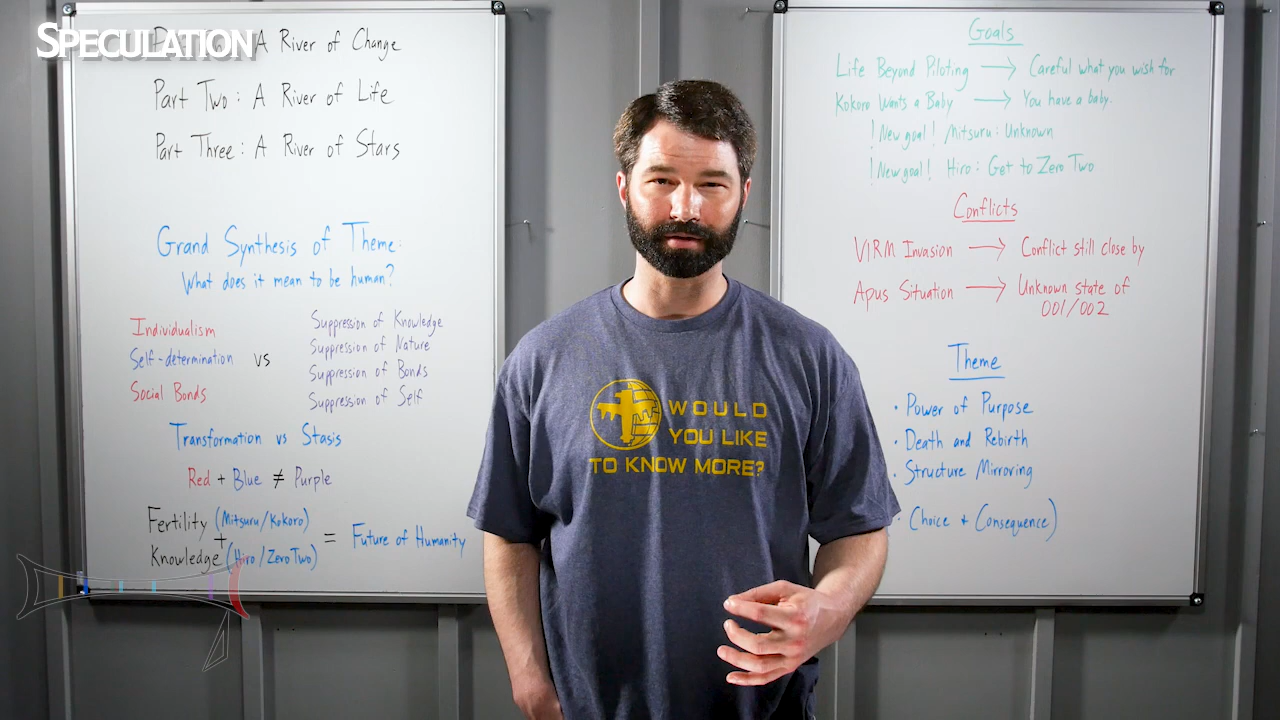 SPECULATION
A River of Change
Part Two: A River of Life
Part Three: A River of Stars
Grand Synthesis of Theme:
What does it mean to be human?
Individualism
Self-determination
Social Bonds
vs
Suppression of Knowledge
Suppression of Nature
Suppression of Bonds
Suppression of Self
Transformation vs Stasis
Red + Blue ≠ Purple
Fertility (Mitsuru/Kokoro)
+
Knowledge (Hiro/Zero Two)
= Future of Humanity
WOULD
YOU LIKE
TO KNOW MORE?
Goals
Life Beyond Piloting → Careful what you wish for
Kokoro Wants a Baby → You have a baby.
! New goal! Mitsuru: Unknown
! New goal! Hiro: Get to Zero Two
Conflicts
VIRM Invasion → Conflict still close by
Apus Situation → Unknown state of
001/002
Theme
• Power of Purpose
• Death and Rebirth
• Structure Mirroring
• (Choice + Consequence)